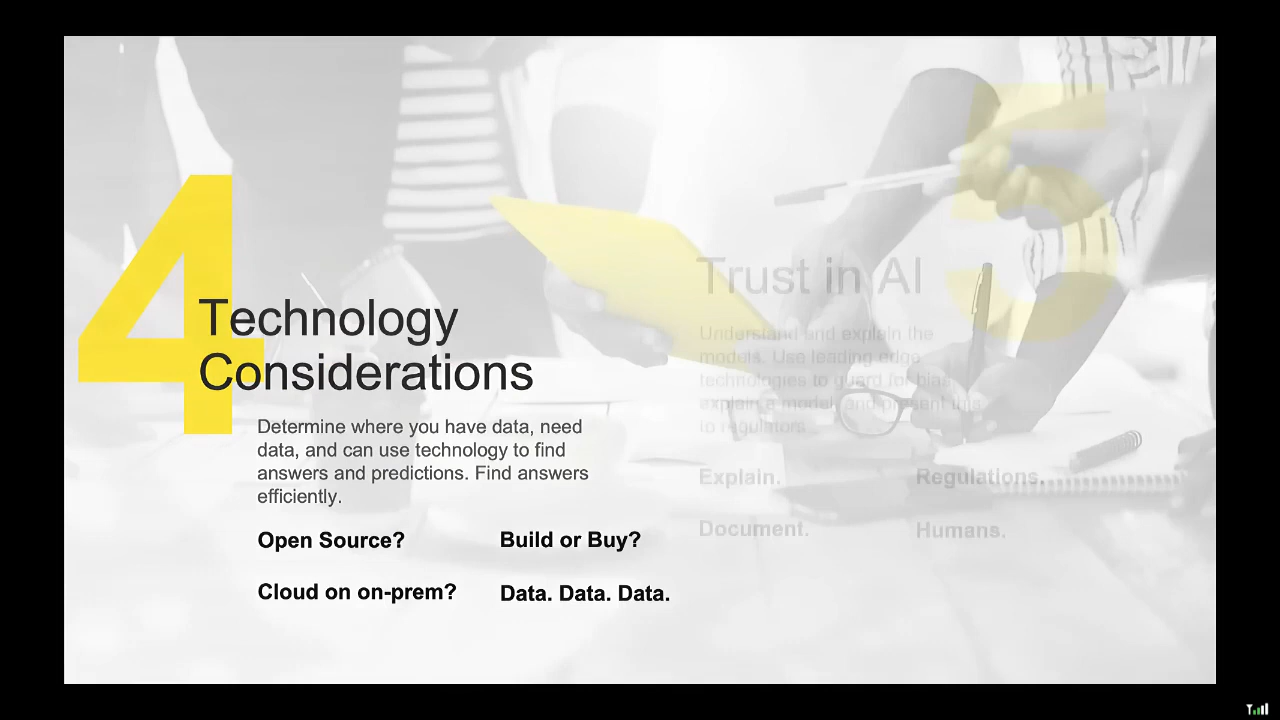 4
Technology
Considerations
Determine where you have data, need
data, and can use technology to find
answers and predictions. Find answers
efficiently.
Open Source?
Build or Buy?
Cloud on on-prem?
Data. Data. Data.
5
Trust in AI
Understand and explain the
models. Use leading edge
technologies to guard for bias,
explain a model, and present this
to regulators.
Explain.
Regulations.
Document.
Humans.